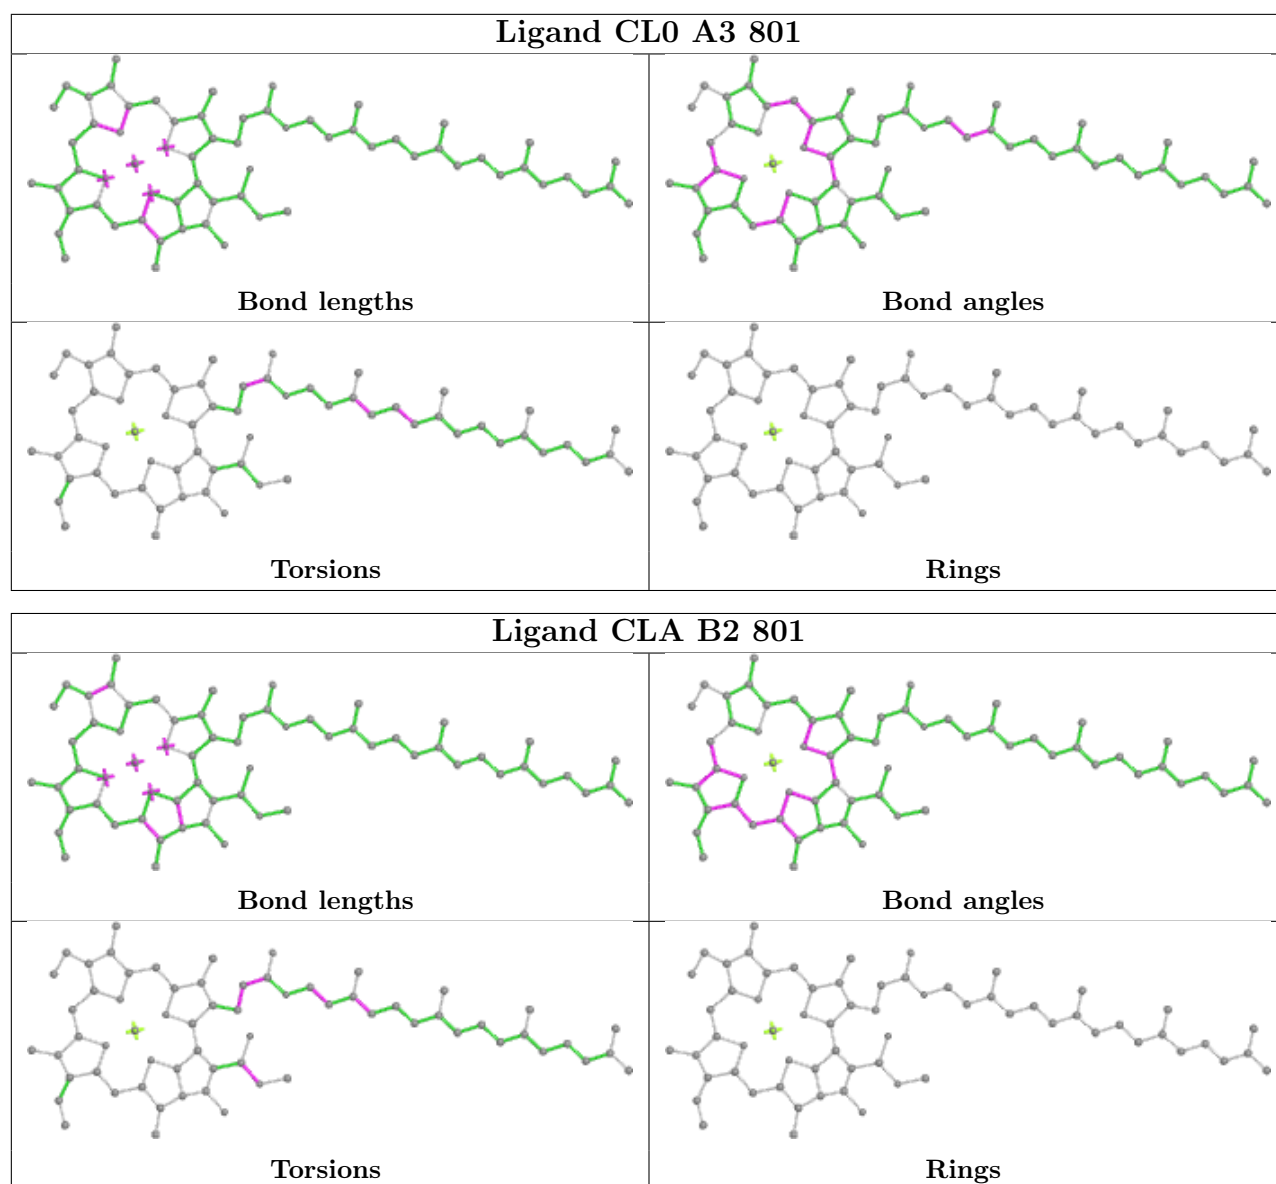 Ligand CL0 A3 801
Bond lengths
Bond angles
Torsions
Rings
Ligand CLA B2 801
Bond lengths
Bond angles
Torsions
Rings